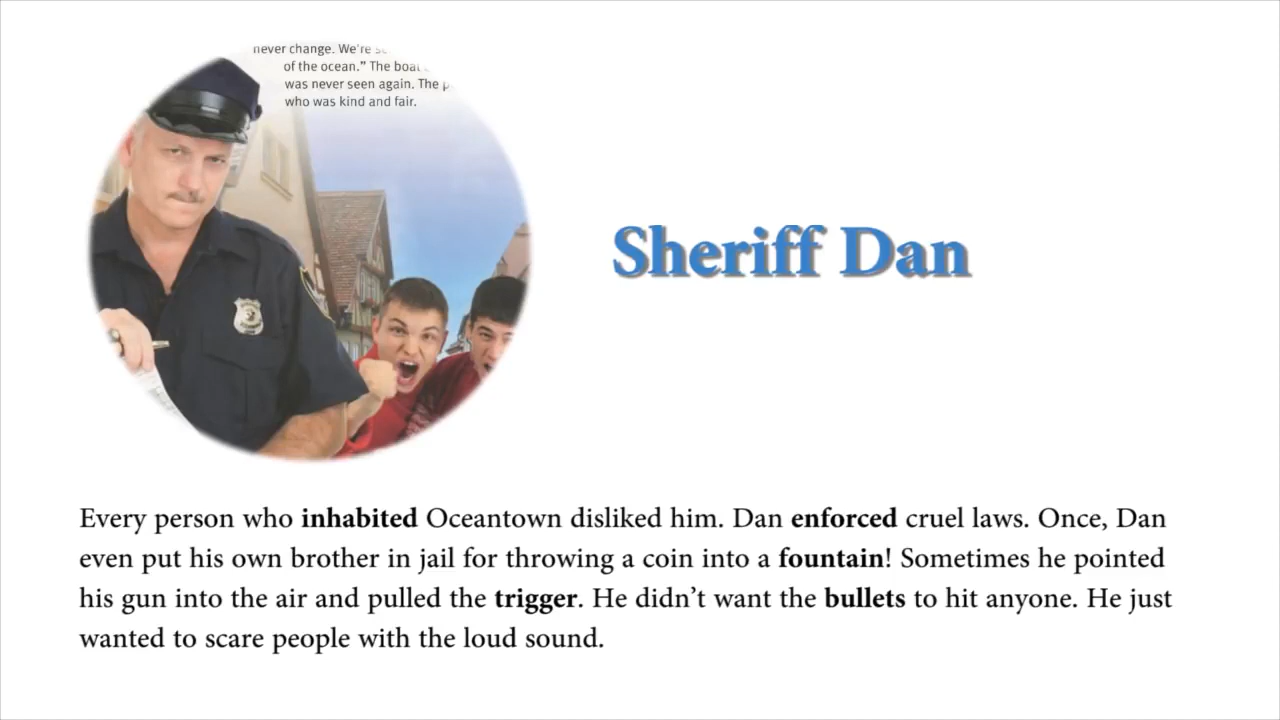 never change. We're
of the ocean." The boat
was never seen again. The
who was kind and fair.
Sheriff Dan
Every person who inhabited Oceantown disliked him. Dan enforced cruel laws. Once, Dan
even put his own brother in jail for throwing a coin into a fountain! Sometimes he pointed
his gun into the air and pulled the trigger. He didn't want the bullets to hit anyone. He just
wanted to scare people with the loud sound.